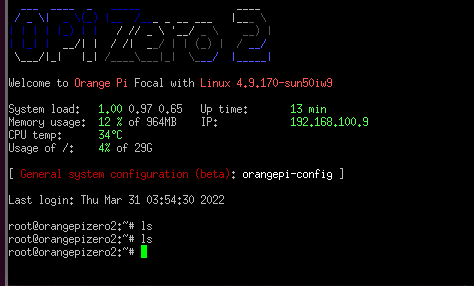 OPi Zero 2
Welcome to Orange Pi Focal with Linux 4.9.170-sun50iw9
System load: 1.00 0.97 0.65 Up time: 13 min
Memory usage: 12 % of 964MB IP: 192.168.100.9
CPU temp: 34°C
Usage of /: 4% of 29G
[ General system configuration (beta): orangepi-config ]
Last login: Thu Mar 31 03:54:30 2022
root@orangepizero2:~# ls
root@orangepizero2:~# ls
root@orangepizero2:~#